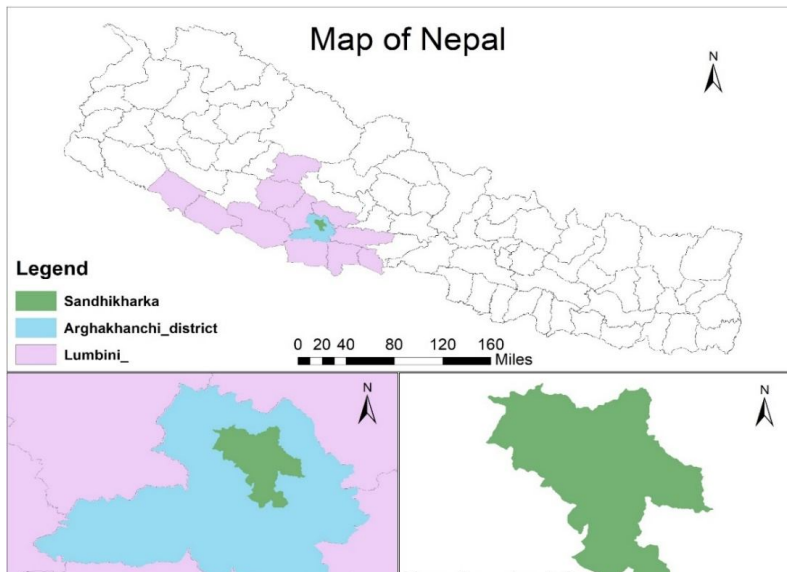 Map of Nepal
N
Legend
Sandhikharka
Arghakhanchi_district
Lumbini_
0 20 40 80 120 160
Miles
N
N